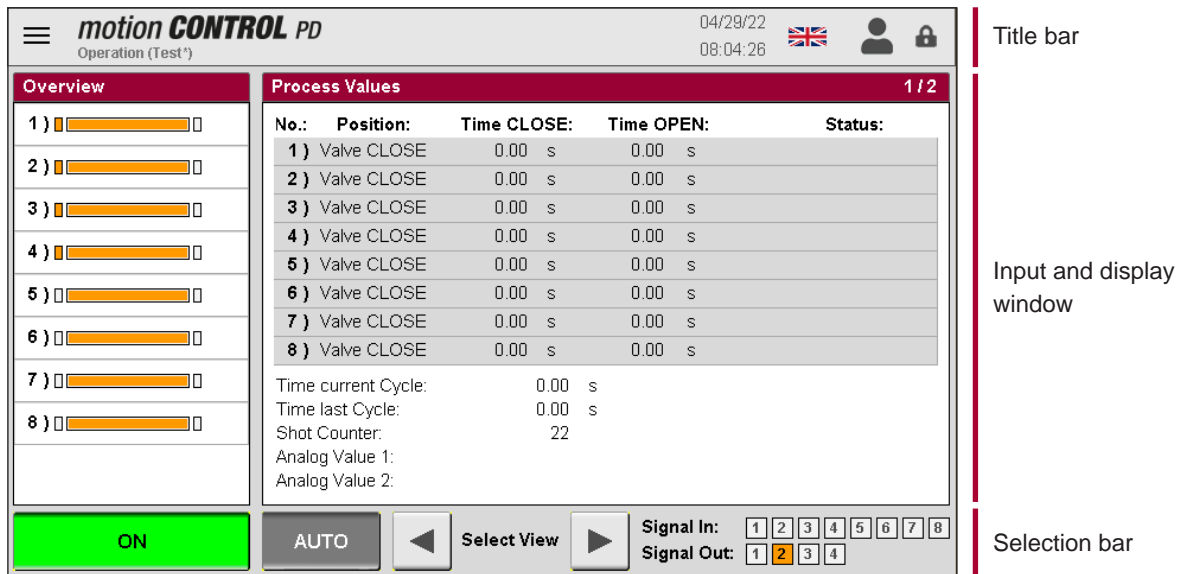 motion CONTROL PD
Operation (Test*)
04/29/22
08:04:26
Title bar
Overview
1 )
2 )
3 )
4 )
5 )
6 )
7 )
8 )
Process Values 1 / 2
No.: Position: Time CLOSE: Time OPEN: Status:
1 ) Valve CLOSE 0.00 s 0.00 s
2 ) Valve CLOSE 0.00 s 0.00 s
3 ) Valve CLOSE 0.00 s 0.00 s
4 ) Valve CLOSE 0.00 s 0.00 s
5 ) Valve CLOSE 0.00 s 0.00 s
6 ) Valve CLOSE 0.00 s 0.00 s
7 ) Valve CLOSE 0.00 s 0.00 s
8 ) Valve CLOSE 0.00 s 0.00 s
Time current Cycle: 0.00 s
Time last Cycle: 0.00 s
Shot Counter: 22
Analog Value 1:
Analog Value 2:
Input and display
window
ON
AUTO
Select View
Signal In: 1 2 3 4 5 6 7 8
Signal Out: 1 2 3 4
Selection bar